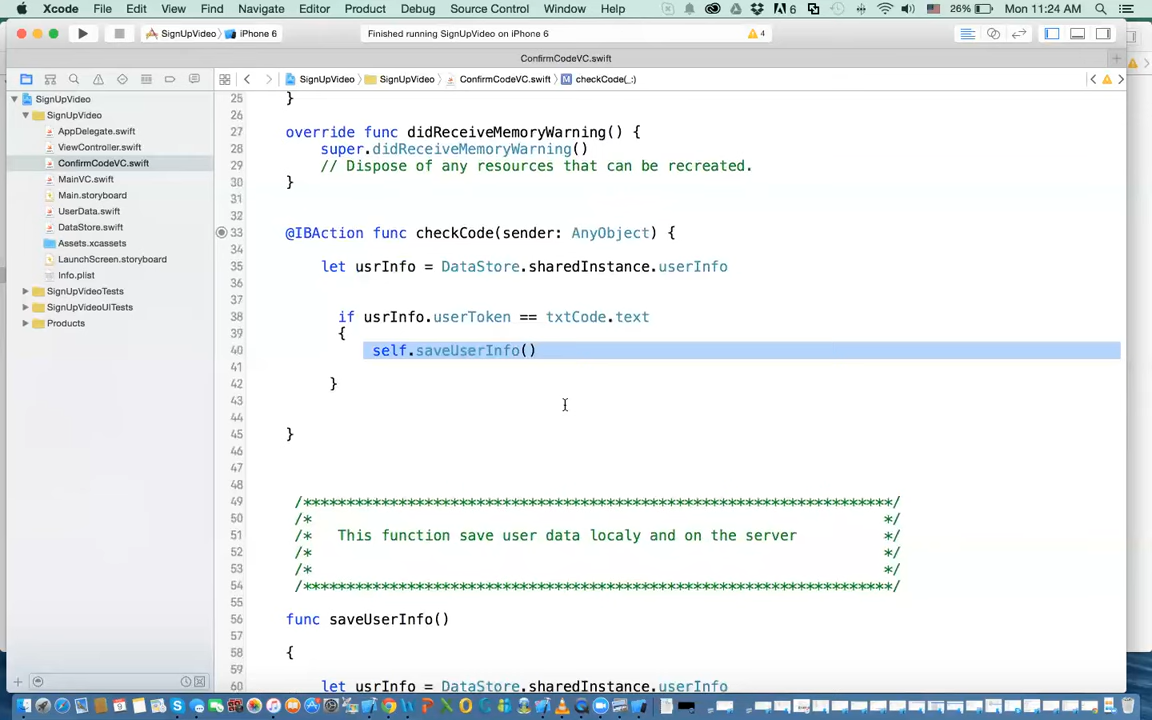 Xcode File Edit View Find Navigate Editor Product Debug Source Control Window Help 6 26% Mon 11:24 AM
SignUpVideo iPhone 6 Finished running SignUpVideo on iPhone 6 4
ConfirmCodeVC.swift
SignUpVideo SignUpVideo ConfirmCodeVC.swift M checkCode(_:)
SignUpVideo
SignUpVideo
AppDelegate.swift
ViewController.swift
ConfirmCodeVC.swift
MainVC.swift
Main.storyboard
UserData.swift
DataStore.swift
Assets.xcassets
LaunchScreen.storyboard
Info.plist
SignUpVideoTests
SignUpVideoUITests
Products
25 }
26
27 override func didReceiveMemoryWarning() {
28 super.didReceiveMemoryWarning()
29 // Dispose of any resources that can be recreated.
30 }
31
32
33 @IBAction func checkCode(sender: AnyObject) {
34
35 let usrInfo = DataStore.sharedInstance.userInfo
36
37
38 if usrInfo.userToken == txtCode.text
39 {
40 self.saveUserInfo()
41
42 }
43
44
45 }
46
47
48
49 /********************************************************************/
50 /* */
51 /* This function save user data localy and on the server */
52 /* */
53 /* */
54 /********************************************************************/
55
56 func saveUserInfo()
57
58 {
59
60 let usrInfo = DataStore.sharedInstance.userInfo